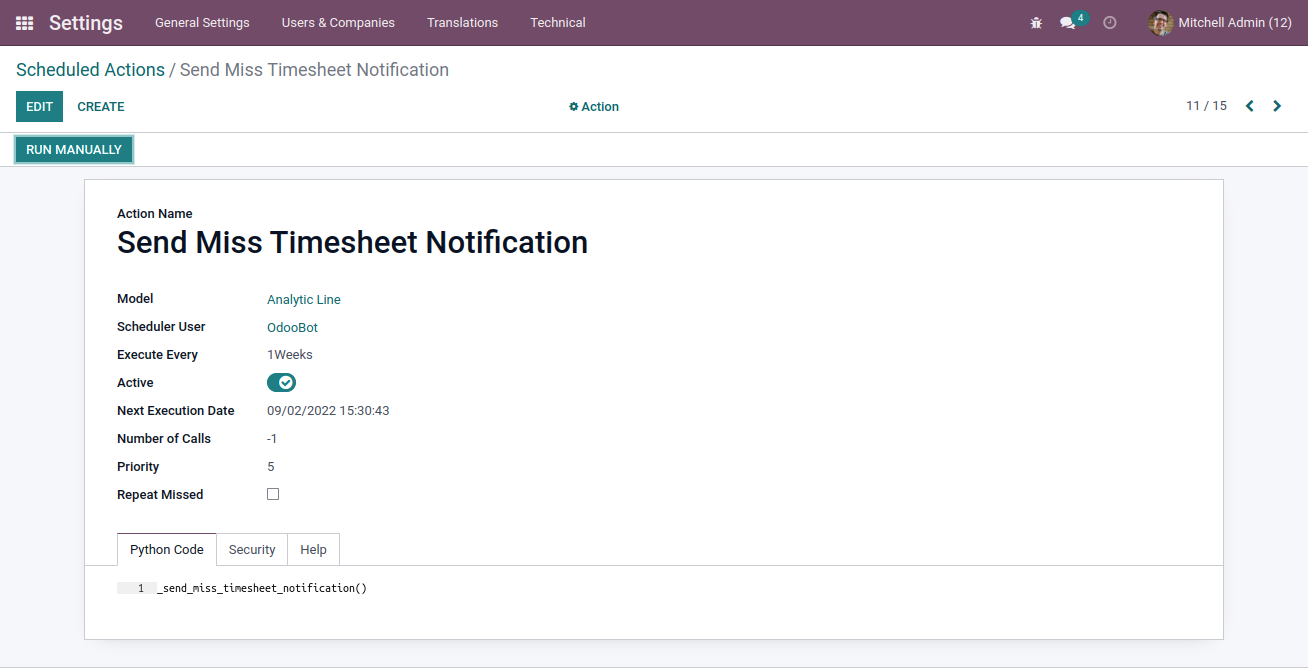 Settings General Settings Users & Companies Translations Technical 4 Mitchell Admin (12)
Scheduled Actions / Send Miss Timesheet Notification
EDIT CREATE Action 11 / 15
RUN MANUALLY
Action Name
Send Miss Timesheet Notification
Model Analytic Line
Scheduler User OdooBot
Execute Every 1Weeks
Active
Next Execution Date 09/02/2022 15:30:43
Number of Calls -1
Priority 5
Repeat Missed
Python Code Security Help
1 _send_miss_timesheet_notification()